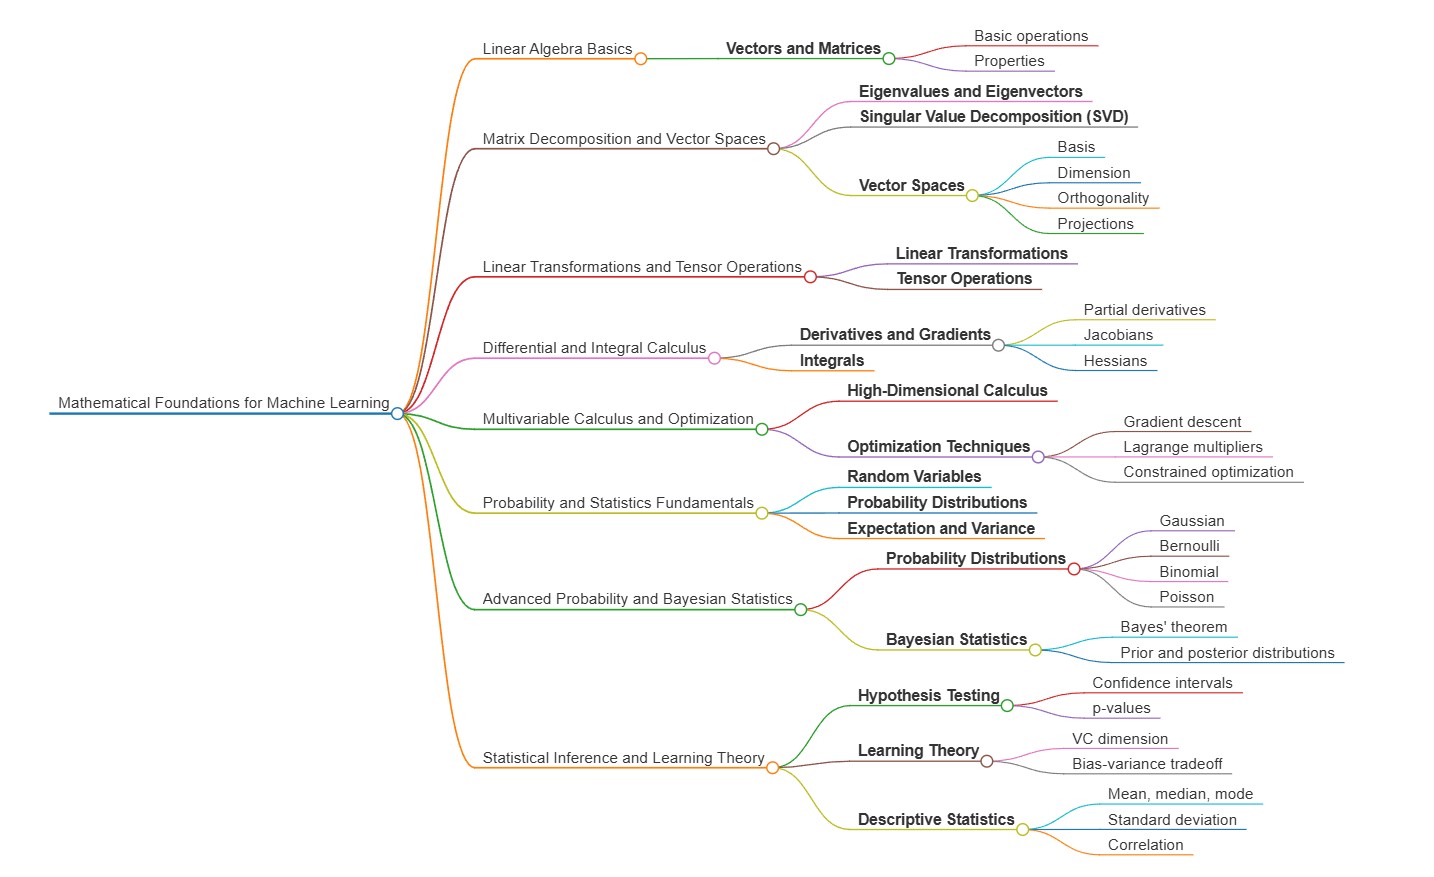 Mathematical Foundations for Machine Learning
Linear Algebra Basics
Vectors and Matrices
Basic operations
Properties
Matrix Decomposition and Vector Spaces
Eigenvalues and Eigenvectors
Singular Value Decomposition (SVD)
Vector Spaces
Basis
Dimension
Orthogonality
Projections
Linear Transformations and Tensor Operations
Linear Transformations
Tensor Operations
Differential and Integral Calculus
Derivatives and Gradients
Partial derivatives
Jacobians
Hessians
Integrals
Multivariable Calculus and Optimization
High-Dimensional Calculus
Optimization Techniques
Gradient descent
Lagrange multipliers
Constrained optimization
Probability and Statistics Fundamentals
Random Variables
Probability Distributions
Expectation and Variance
Advanced Probability and Bayesian Statistics
Probability Distributions
Gaussian
Bernoulli
Binomial
Poisson
Bayesian Statistics
Bayes' theorem
Prior and posterior distributions
Statistical Inference and Learning Theory
Hypothesis Testing
Confidence intervals
p-values
Learning Theory
VC dimension
Bias-variance tradeoff
Descriptive Statistics
Mean, median, mode
Standard deviation
Correlation